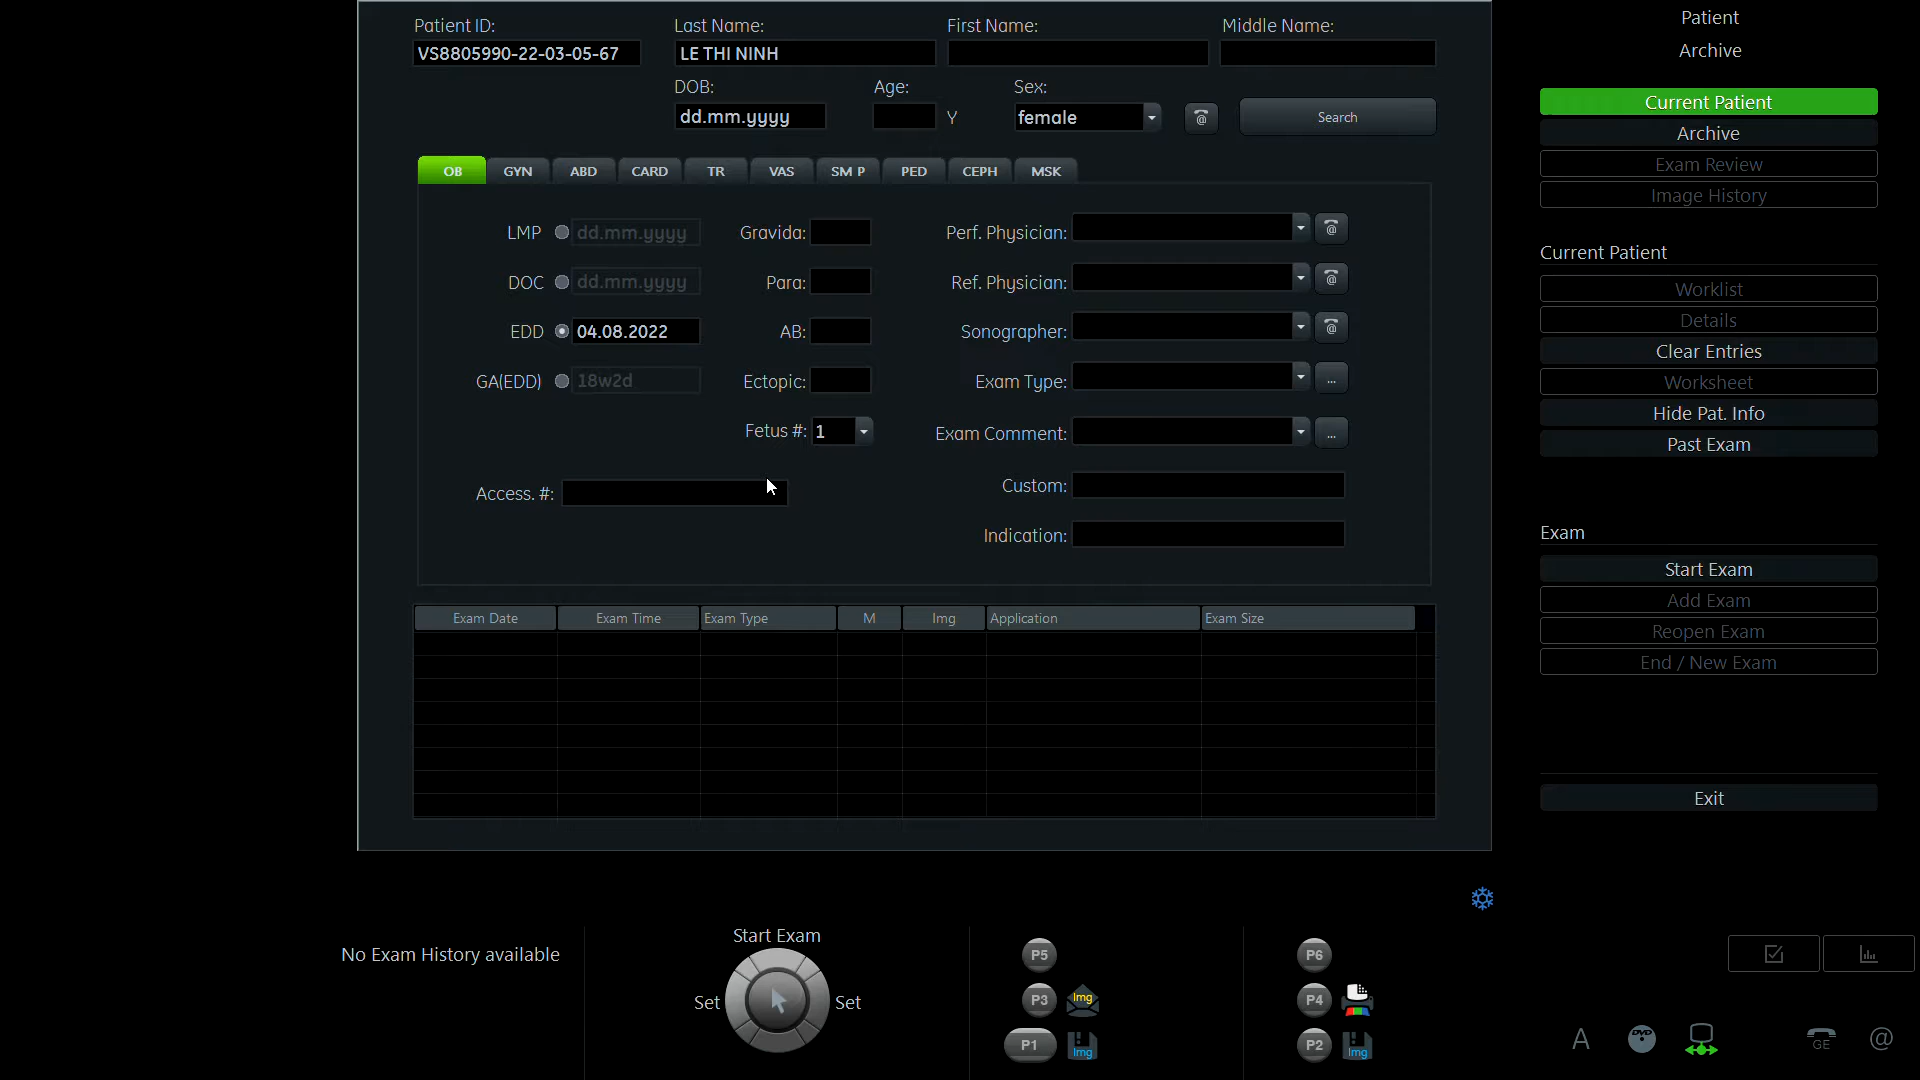 Patient ID: Last Name: First Name: Middle Name:
VS8805990-22-03-05-67 LE THI NINH
DOB: Age: Sex:
dd.mm.yyyy Y female @ Search
OB GYN ABD CARD TR VAS SM P PED CEPH MSK
LMP dd.mm.yyyy Gravida: Perf. Physician: @
DOC dd.mm.yyyy Para: Ref. Physician: @
EDD 04.08.2022 AB: Sonographer: @
GA(EDD) 18w2d Ectopic: Exam Type: ...
Fetus #: 1 Exam Comment: ...
Access. #: Custom:
Indication:
Exam Date Exam Time Exam Type M Img Application Exam Size
Patient
Archive
Current Patient
Archive
Exam Review
Image History
Current Patient
Worklist
Details
Clear Entries
Worksheet
Hide Pat. Info
Past Exam
Exam
Start Exam
Add Exam
Reopen Exam
End / New Exam
Exit
No Exam History available
Start Exam
Set Set
P5 P6
P3 Img P4
P1 Img P2 Img
A DVD GE @